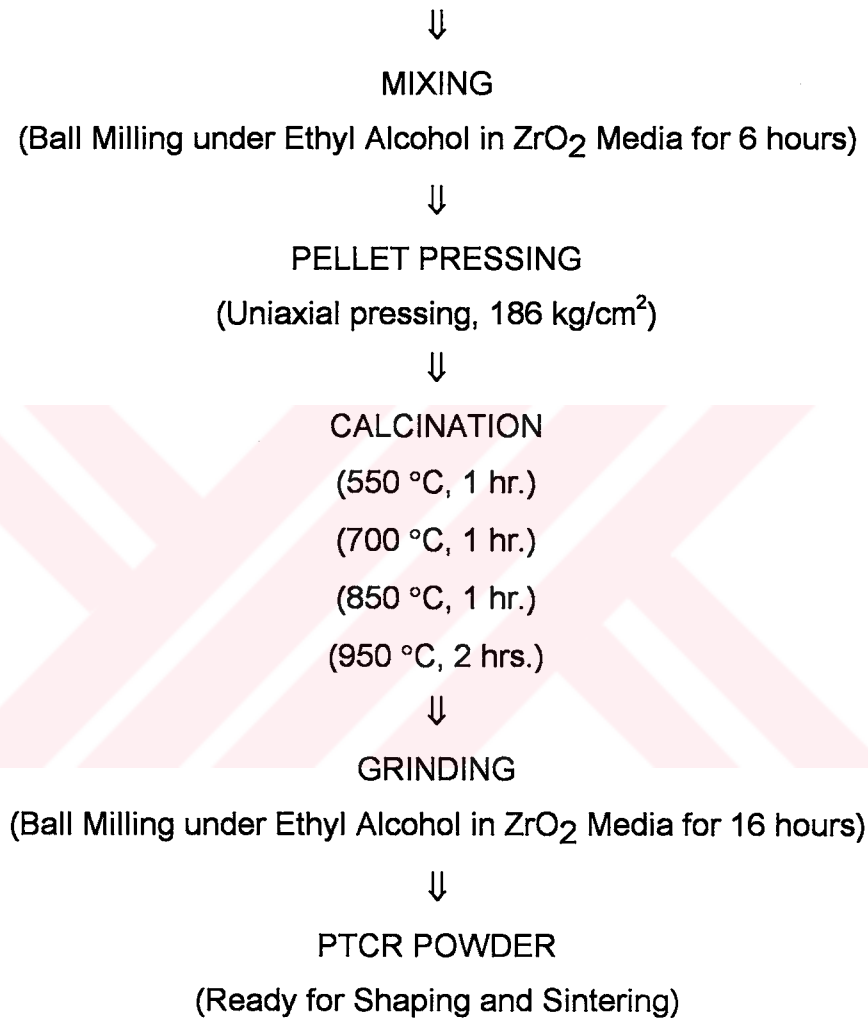 ⇓
MIXING
(Ball Milling under Ethyl Alcohol in ZrO2 Media for 6 hours)
⇓
PELLET PRESSING
(Uniaxial pressing, 186 kg/cm²)
⇓
CALCINATION
(550 °C, 1 hr.)
(700 °C, 1 hr.)
(850 °C, 1 hr.)
(950 °C, 2 hrs.)
⇓
GRINDING
(Ball Milling under Ethyl Alcohol in ZrO2 Media for 16 hours)
⇓
PTCR POWDER
(Ready for Shaping and Sintering)